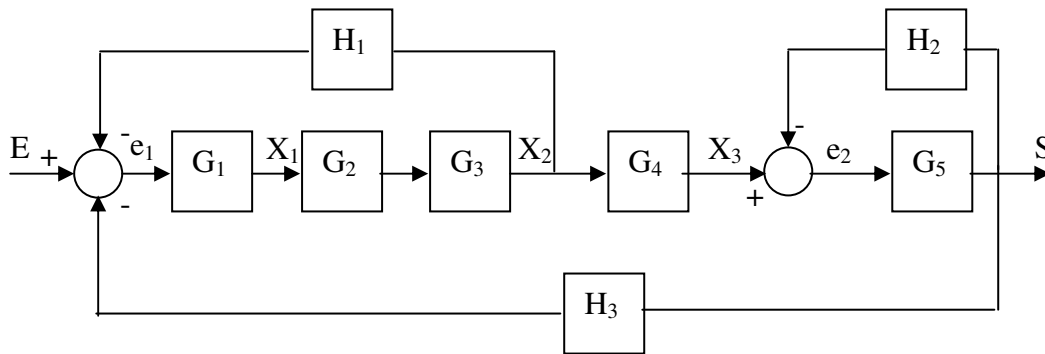 H₁ H₂
E + - e₁ G₁ X₁ G₂ G₃ X₂ G₄ X₃ - + e₂ G₅ S
-
H₃